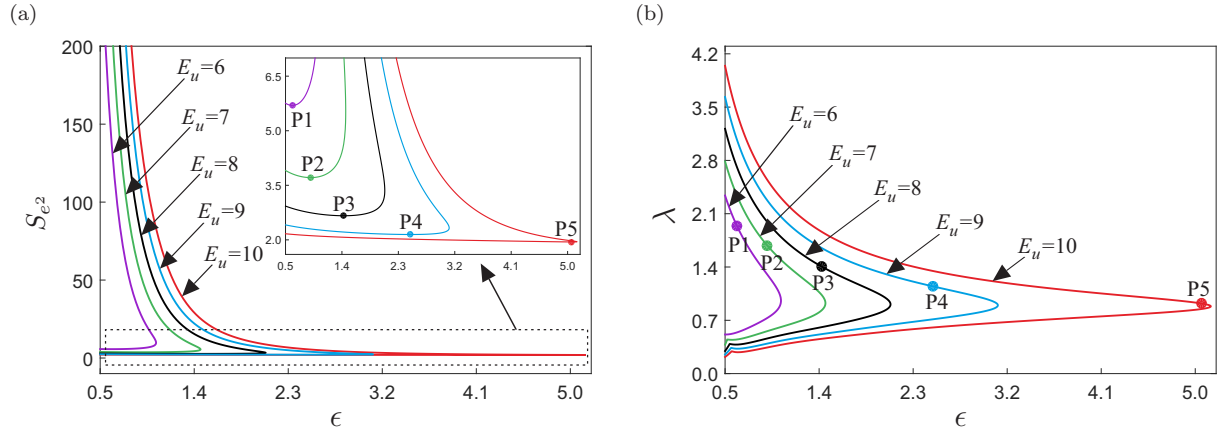 (a)
200
150
100
50
0
S_{e^2}
E_u=6
E_u=7
E_u=8
E_u=9
E_u=10
6.5
5.0
3.5
2.0
P1
P2
P3
P4
P5
0.5 1.4 2.3 3.2 4.1 5.0
0.5 1.4 2.3 3.2 4.1 5.0
ϵ
(b)
4.2
3.5
2.8
2.1
1.4
0.7
0.0
λ
E_u=6
E_u=7
E_u=8
E_u=9
E_u=10
P1
P2
P3
P4
P5
0.5 1.4 2.3 3.2 4.1 5.0
ϵ